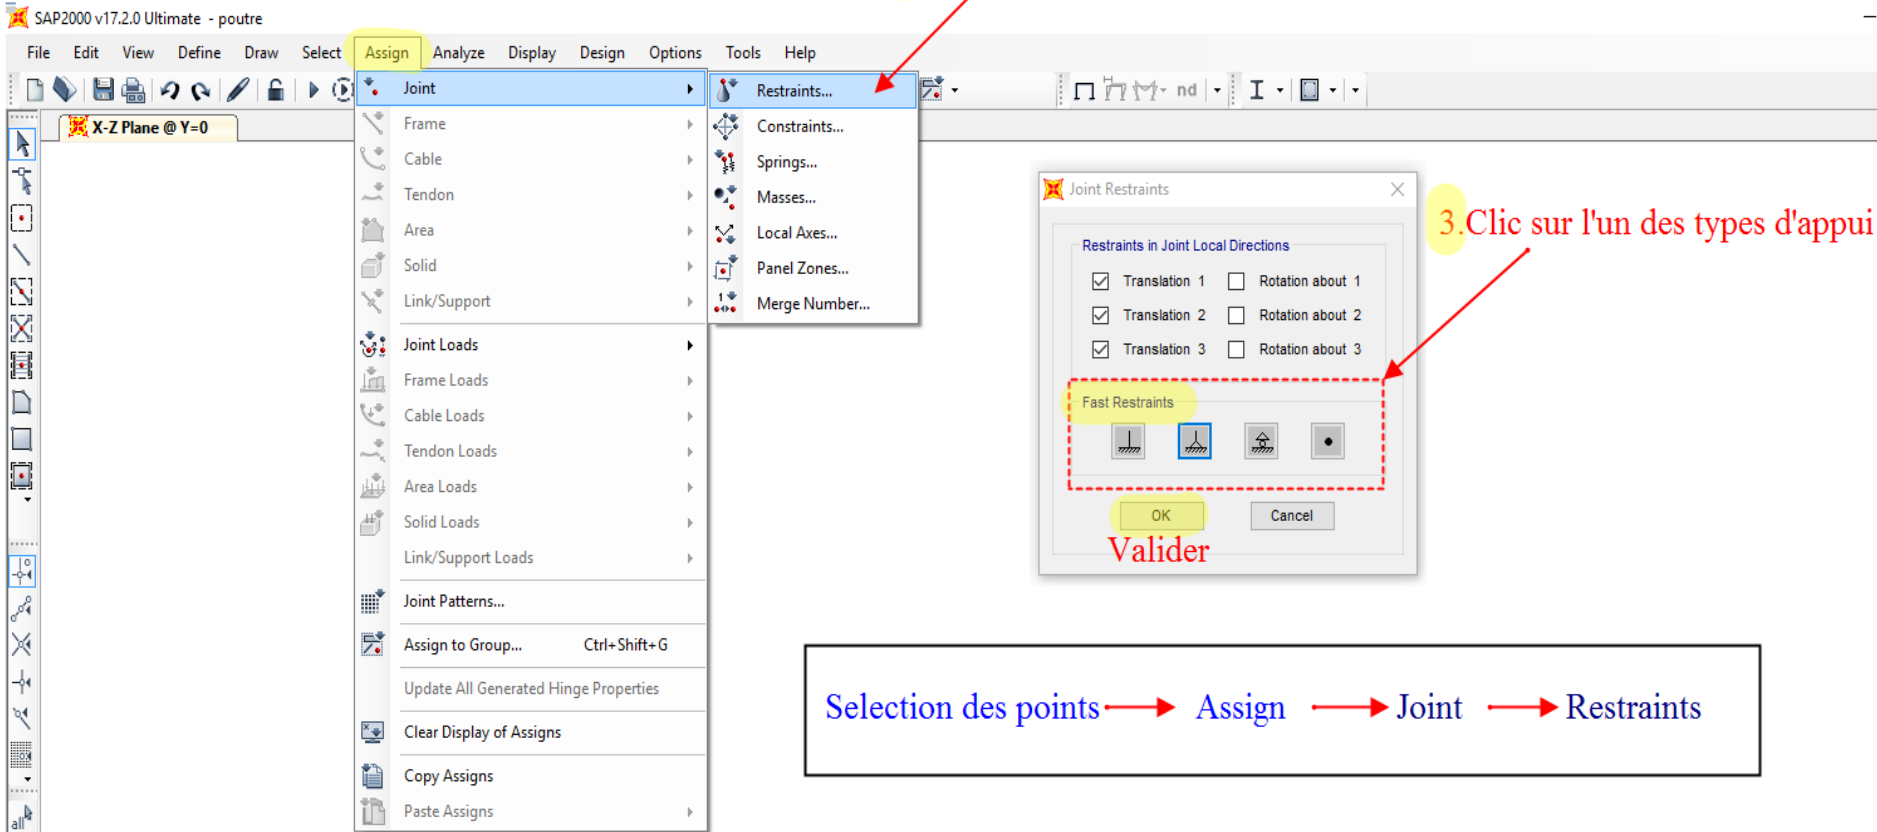 SAP2000 v17.2.0 Ultimate - poutre
File Edit View Define Draw Select Assign Analyze Display Design Options Tools Help
nd
X-Z Plane @ Y=0
Joint
Frame
Cable
Tendon
Area
Solid
Link/Support
Joint Loads
Frame Loads
Cable Loads
Tendon Loads
Area Loads
Solid Loads
Link/Support Loads
Joint Patterns...
Assign to Group... Ctrl+Shift+G
Update All Generated Hinge Properties
Clear Display of Assigns
Copy Assigns
Paste Assigns
Restraints...
Constraints...
Springs...
Masses...
Local Axes...
Panel Zones...
Merge Number...
Joint Restraints
Restraints in Joint Local Directions
Translation 1 Rotation about 1
Translation 2 Rotation about 2
Translation 3 Rotation about 3
Fast Restraints
OK Cancel
Valider
3.Clic sur l'un des types d'appui
Selection des points Assign Joint Restraints
all